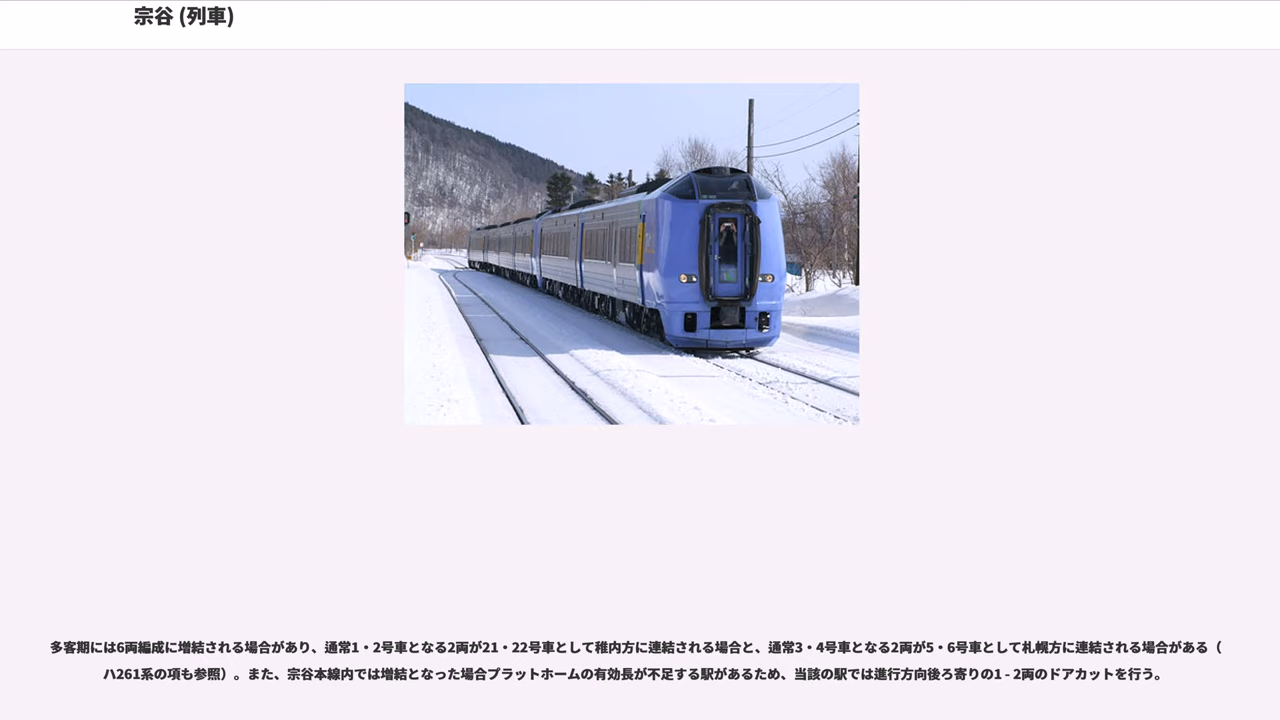 宗谷 (列車)
多客期には6両編成に増結される場合があり、通常1・2号車となる2両が21・22号車として稚内方に連結される場合と、通常3・4号車となる2両が5・6号車として札幌方に連結される場合がある（
ハ261系の項も参照）。また、宗谷本線内では増結となった場合プラットホームの有効長が不足する駅があるため、当該の駅では進行方向後ろ寄りの1 - 2両のドアカットを行う。